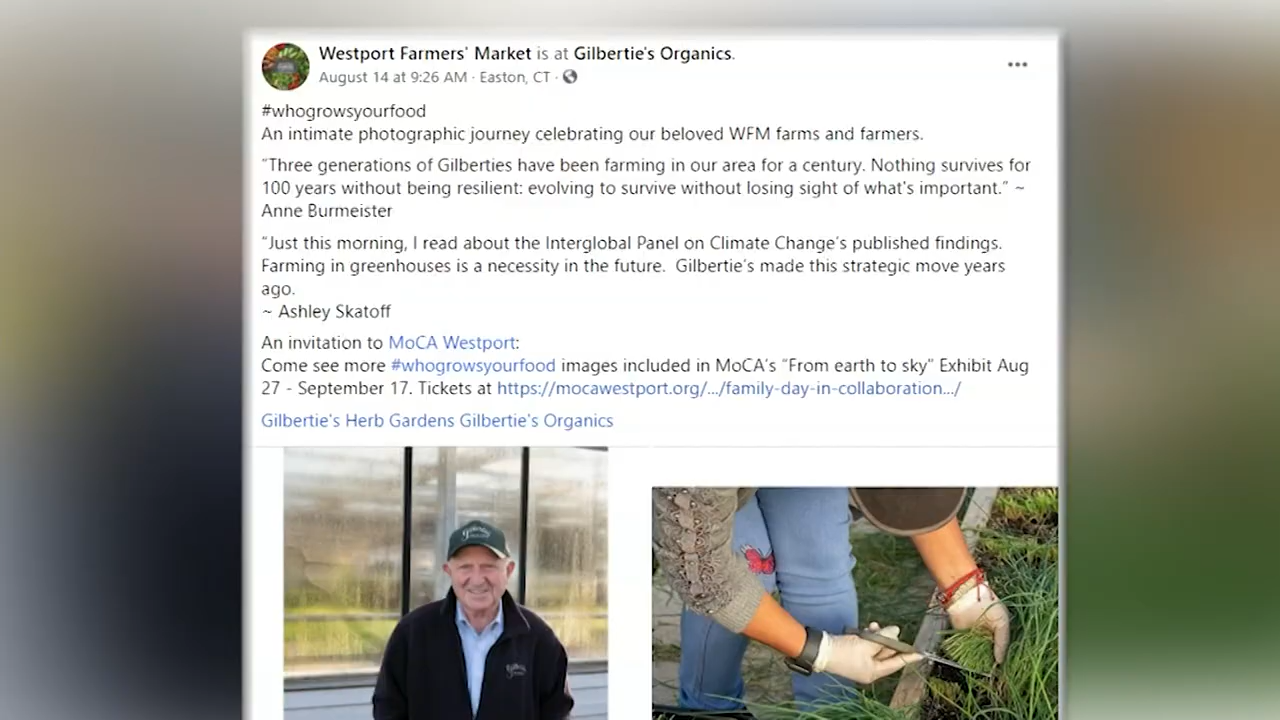 Westport Farmers' Market is at Gilbertie's Organics.
August 14 at 9:26 AM · Easton, CT ·
#whogrowsyourfood
An intimate photographic journey celebrating our beloved WFM farms and farmers.
“Three generations of Gilberties have been farming in our area for a century. Nothing survives for
100 years without being resilient: evolving to survive without losing sight of what's important.” ~
Anne Burmeister
“Just this morning, I read about the Interglobal Panel on Climate Change’s published findings.
Farming in greenhouses is a necessity in the future.  Gilbertie’s made this strategic move years
ago.
~ Ashley Skatoff
An invitation to MoCA Westport:
Come see more #whogrowsyourfood images included in MoCA’s “From earth to sky” Exhibit Aug
27 - September 17. Tickets at https://mocawestport.org/.../family-day-in-collaboration.../
Gilbertie's Herb Gardens Gilbertie's Organics